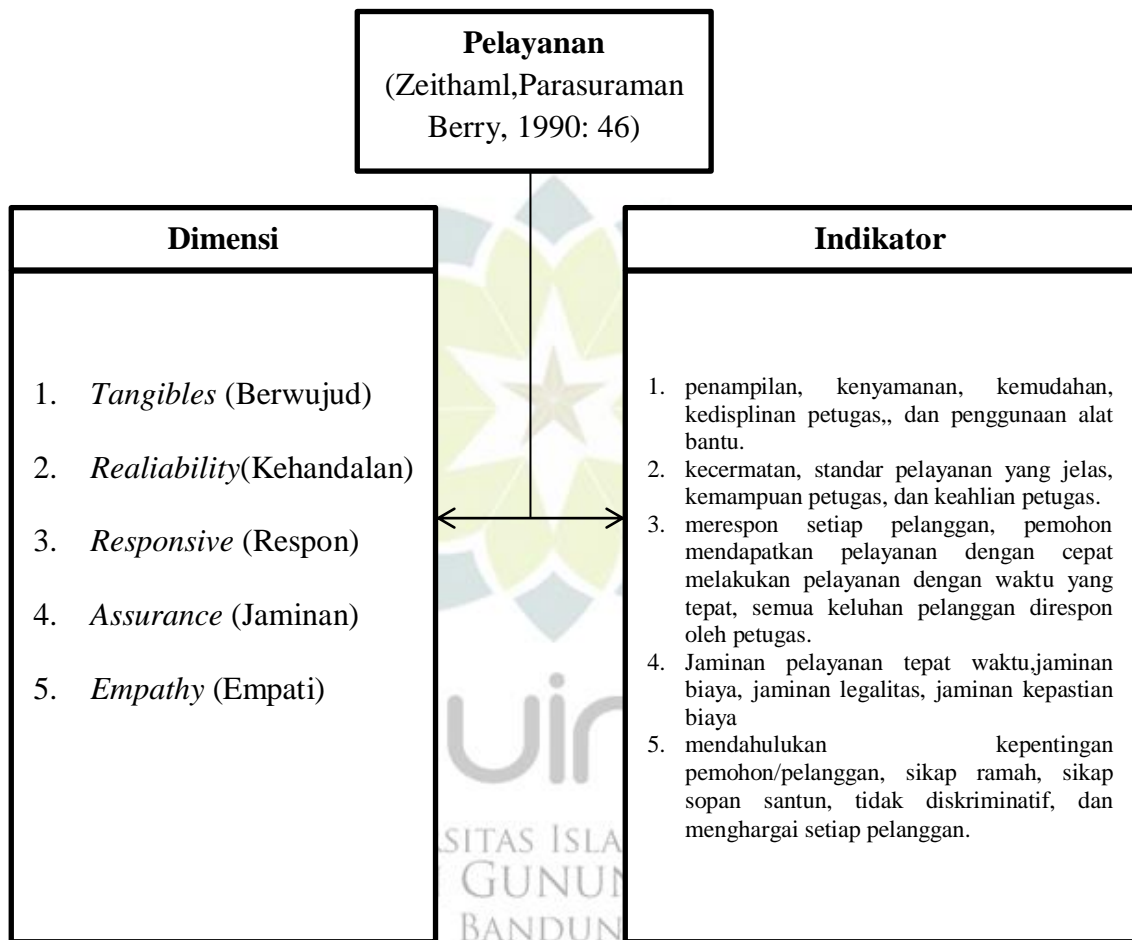 Pelayanan
(Zeithaml,Parasuraman
Berry, 1990: 46)
Dimensi
1. Tangibles (Berwujud)
2. Realiability(Kehandalan)
3. Responsive (Respon)
4. Assurance (Jaminan)
5. Empathy (Empati)
Indikator
1. penampilan, kenyamanan, kemudahan,
kedisplinan petugas,, dan penggunaan alat
bantu.
2. kecermatan, standar pelayanan yang jelas,
kemampuan petugas, dan keahlian petugas.
3. merespon setiap pelanggan, pemohon
mendapatkan pelayanan dengan cepat
melakukan pelayanan dengan waktu yang
tepat, semua keluhan pelanggan direspon
oleh petugas.
4. Jaminan pelayanan tepat waktu,jaminan
biaya, jaminan legalitas, jaminan kepastian
biaya
5. mendahulukan kepentingan
pemohon/pelanggan, sikap ramah, sikap
sopan santun, tidak diskriminatif, dan
menghargai setiap pelanggan.